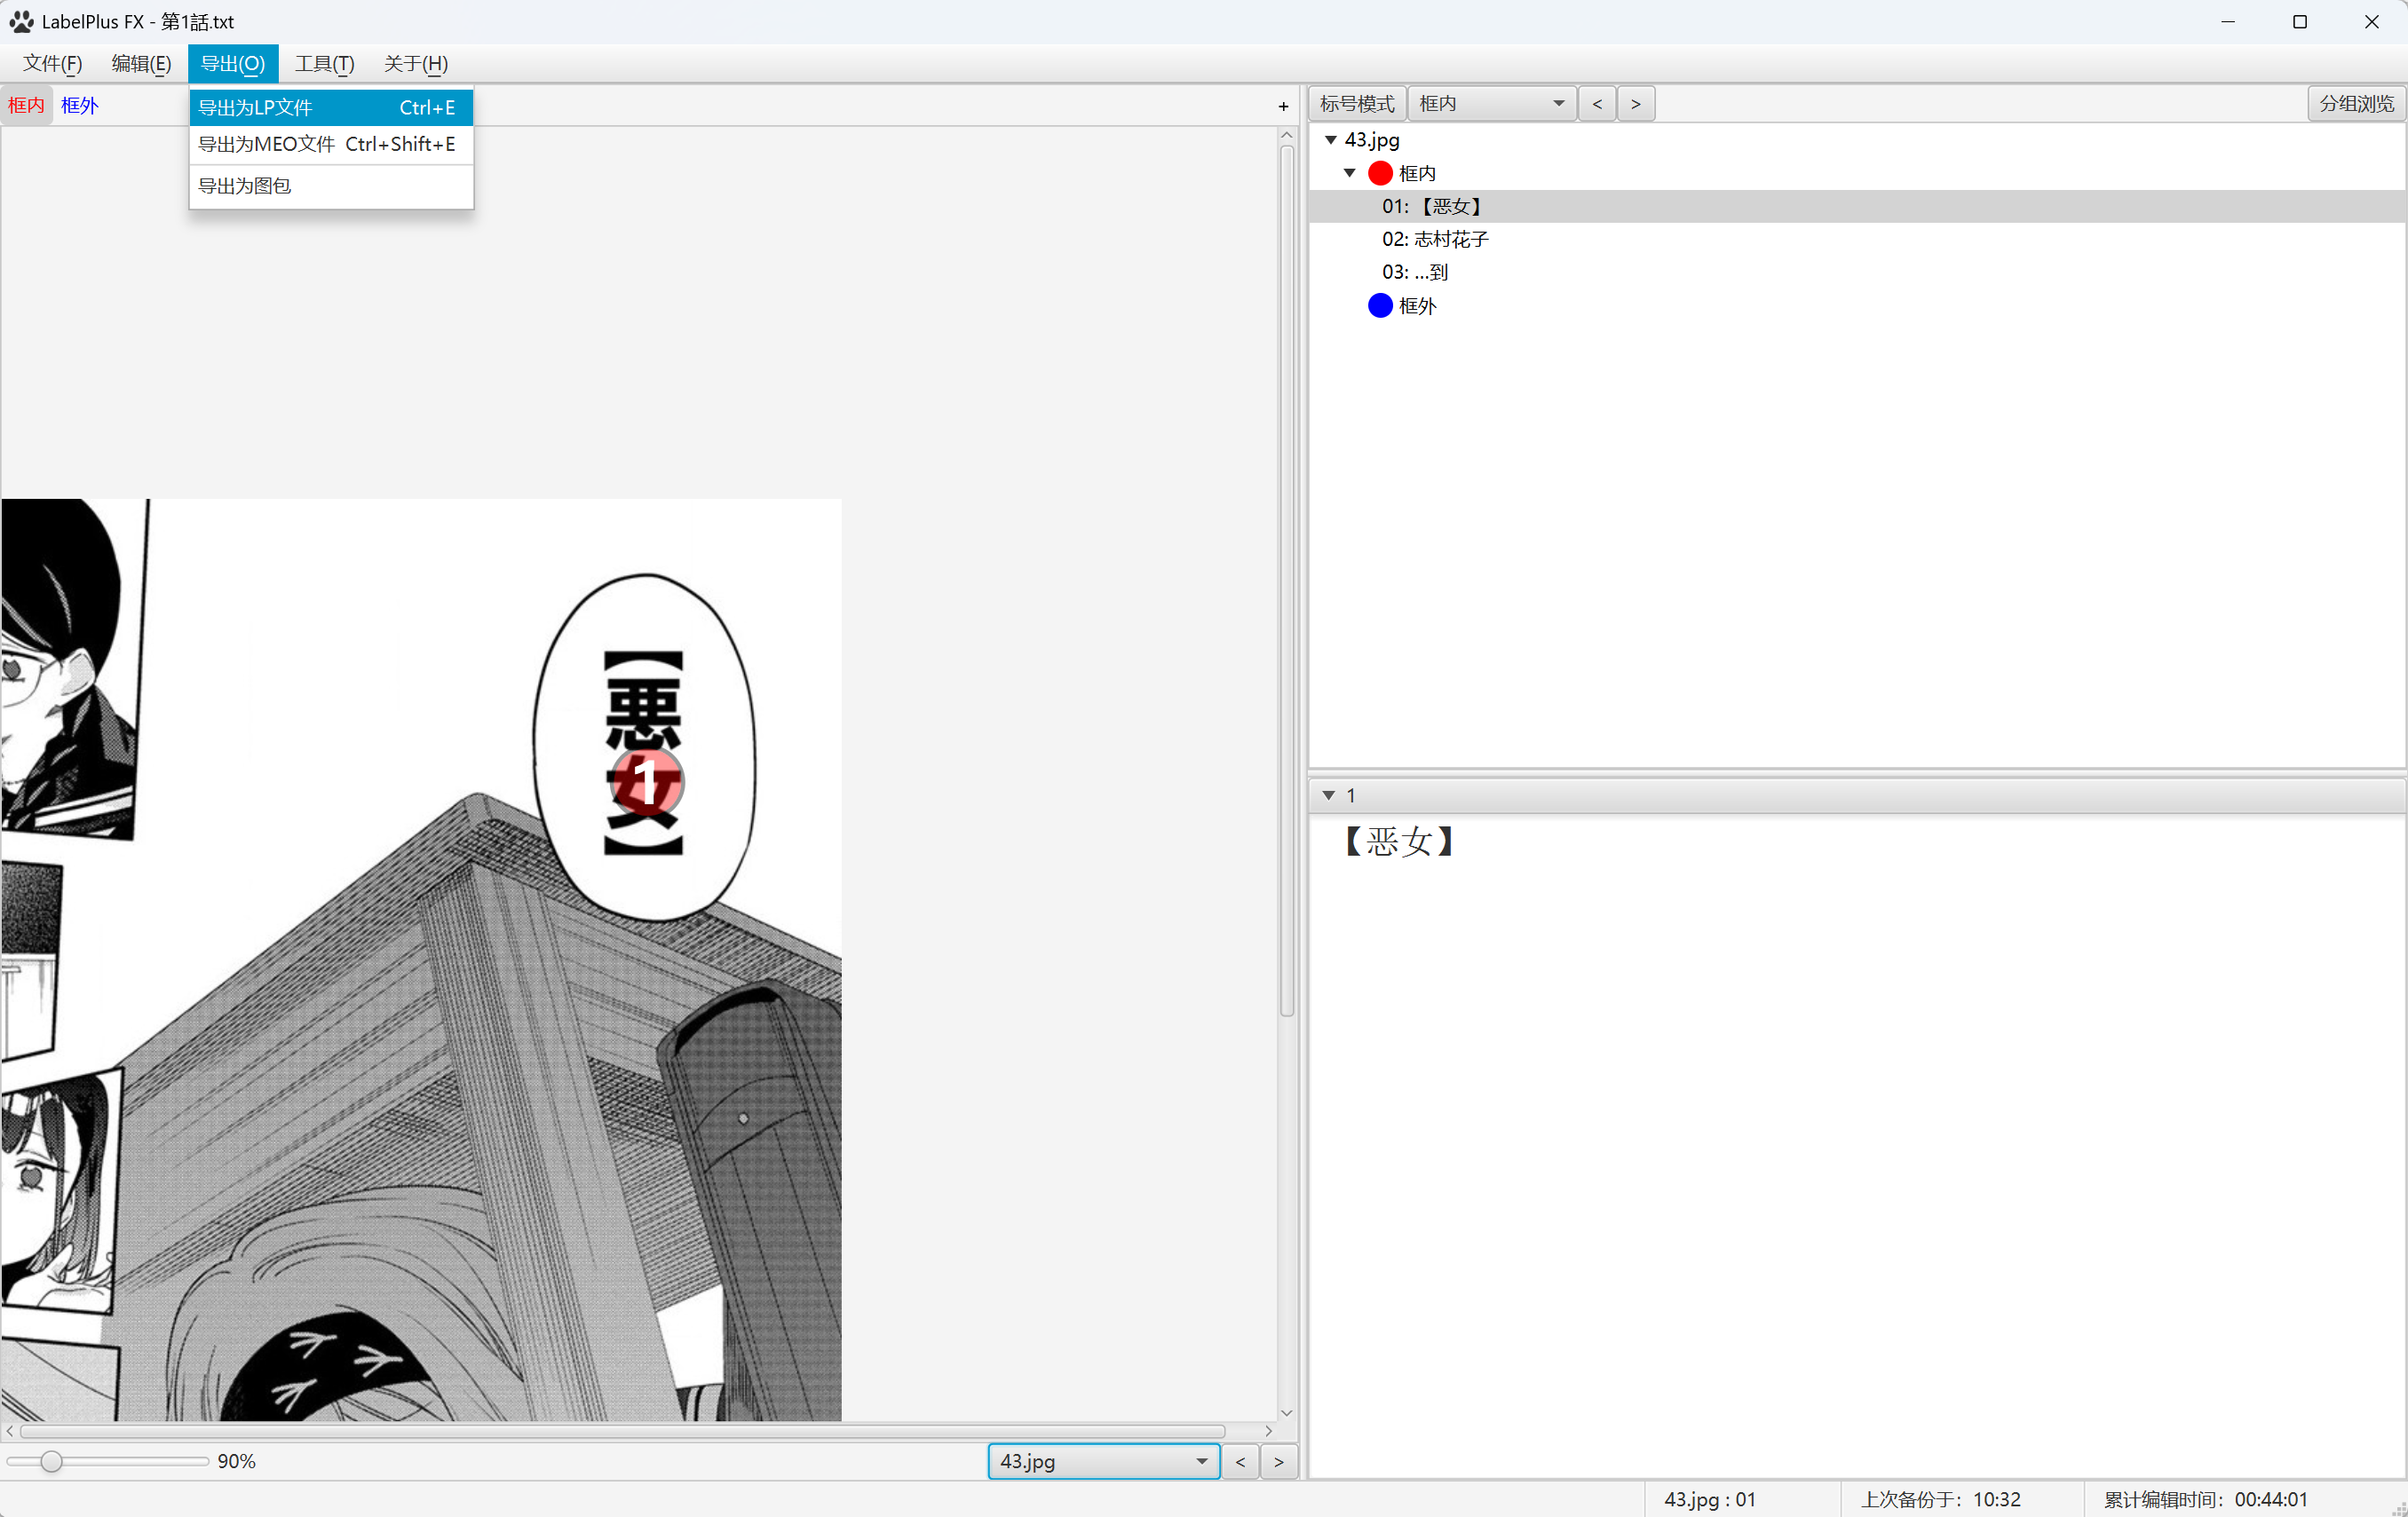 LabelPlus FX - 第1話.txt
文件(F) 编辑(E) 导出(O) 工具(T) 关于(H)
框内 框外
导出为LP文件 Ctrl+E
导出为MEO文件 Ctrl+Shift+E
导出为图包
+
【悪女】
1
90%
43.jpg < >
标号模式 框内 < > 分组浏览
43.jpg
框内
01: 【恶女】
02: 志村花子
03: ...到
框外
1
【恶女】
43.jpg : 01 上次备份于: 10:32 累计编辑时间: 00:44:01